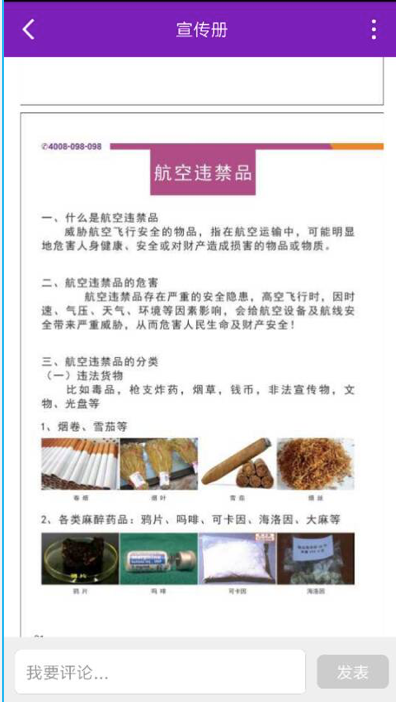 宣传册
✆4008-098-098
航空违禁品
一、什么是航空违禁品
威胁航空飞行安全的物品，指在航空运输中，可能明显
地危害人身健康、安全或对财产造成损害的物品或物质。
二、航空违禁品的危害
航空违禁品存在严重的安全隐患，高空飞行时，因时
速、气压、天气、环境等因素影响，会给航空设备及航线安
全带来严重威胁，从而危害人民生命及财产安全！
三、航空违禁品的分类
（一）违法货物
比如毒品，枪支炸药，烟草，钱币，非法宣传物，文
物、光盘等
1、烟卷、雪茄等
卷烟 烟叶 雪茄 烟丝
2、各类麻醉药品：鸦片、吗啡、可卡因、海洛因、大麻等
鸦片 吗啡 可卡因 海洛因
我要评论...
发表